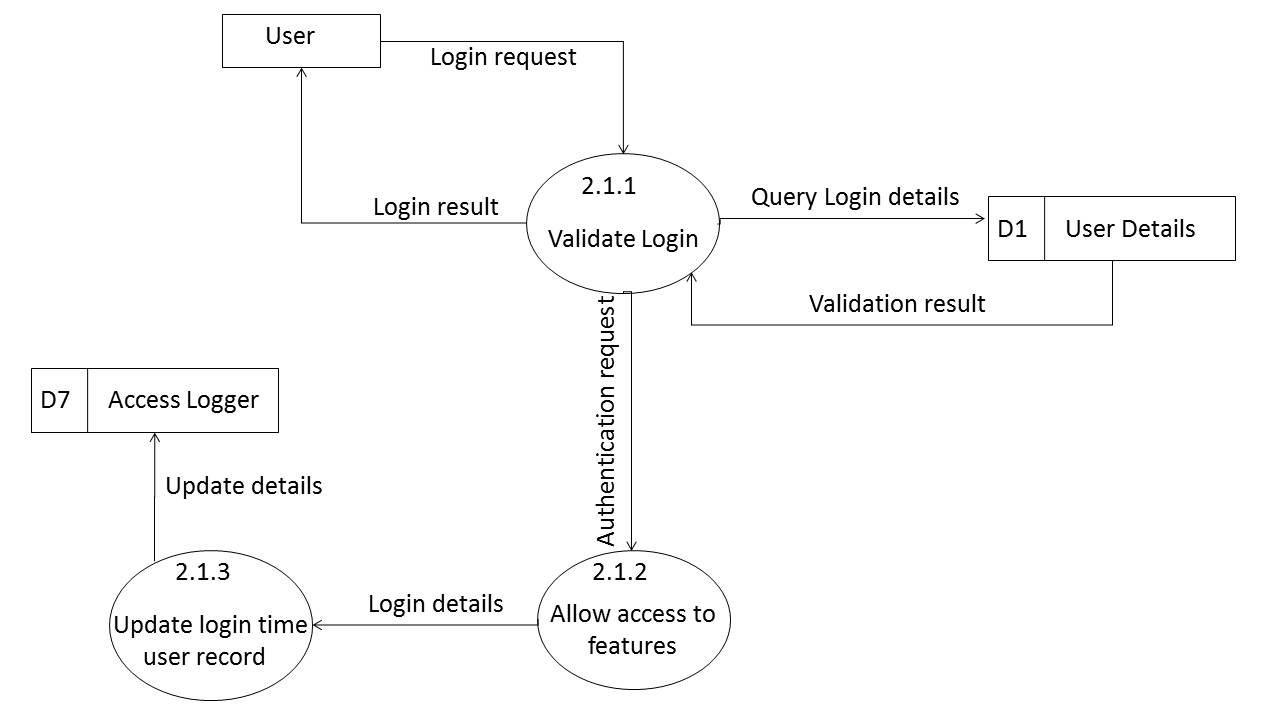 User
Login request
2.1.1
Validate Login
Login result
Query Login details
D1
User Details
Validation result
Authentication request
D7
Access Logger
Update details
2.1.3
Update login time
user record
Login details
2.1.2
Allow access to
features